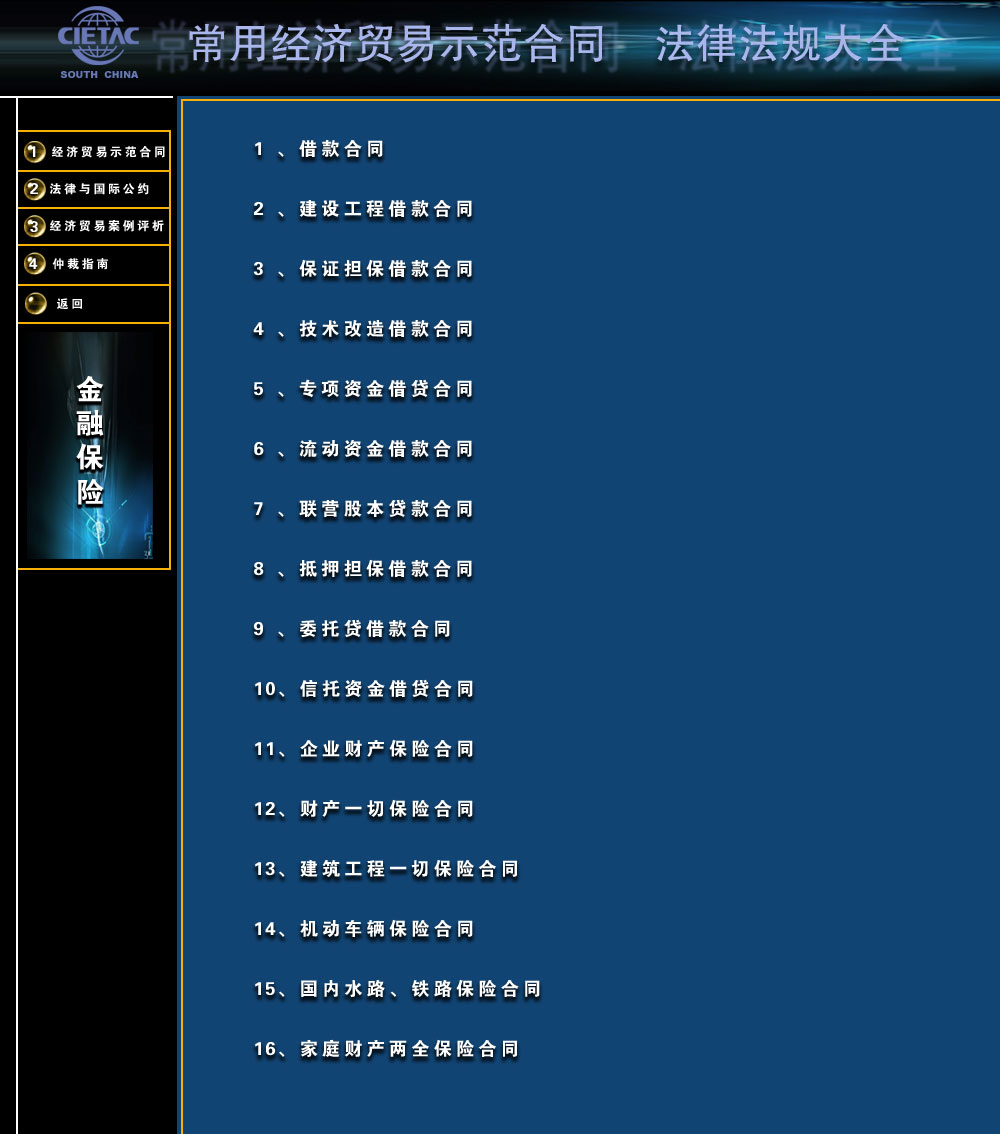 CIETAC
SOUTH CHINA
常用经济贸易示范合同 法律法规大全
1 经济贸易示范合同
2 法律与国际公约
3 经济贸易案例评析
4 仲裁指南
返回
金融保险
1 、借款合同
2 、建设工程借款合同
3 、保证担保借款合同
4 、技术改造借款合同
5 、专项资金借贷合同
6 、流动资金借款合同
7 、联营股本贷款合同
8 、抵押担保借款合同
9 、委托贷借款合同
10、信托资金借贷合同
11、企业财产保险合同
12、财产一切保险合同
13、建筑工程一切保险合同
14、机动车辆保险合同
15、国内水路、铁路保险合同
16、家庭财产两全保险合同